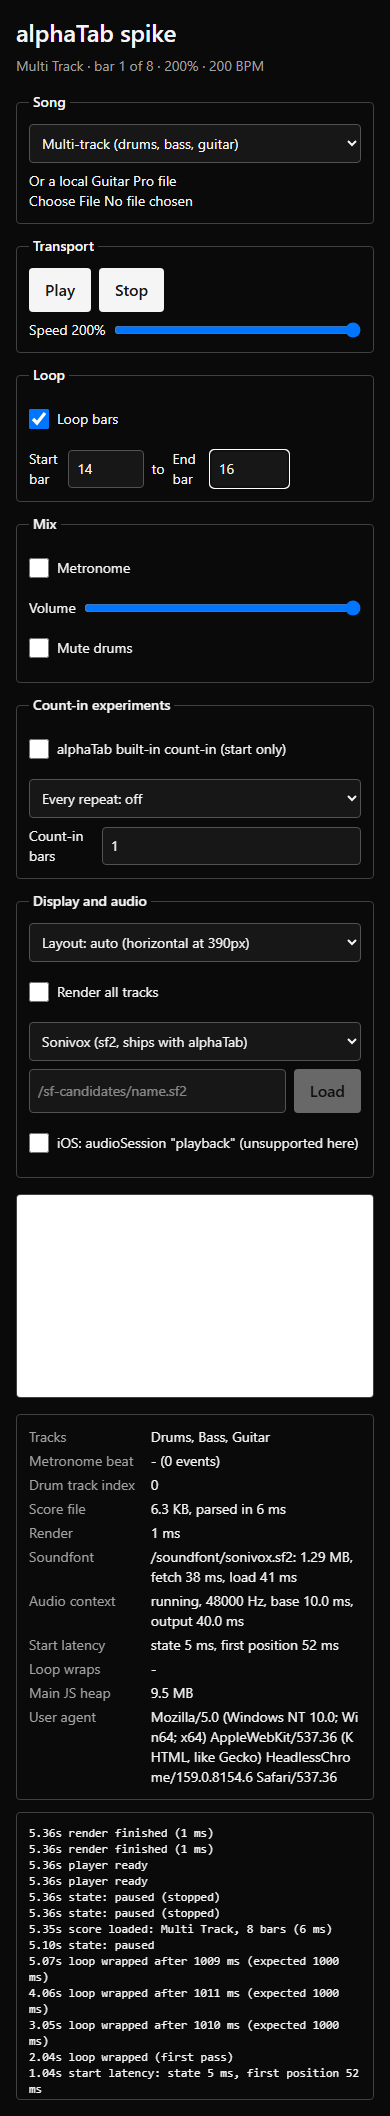 alphaTab spike
Multi Track · bar 1 of 8 · 200% · 200 BPM
Song
Multi-track (drums, bass, guitar)
Or a local Guitar Pro file
Choose File No file chosen
Transport
Play
Stop
Speed 200%
Loop
Loop bars
Start bar
14
to
End bar
16
Mix
Metronome
Volume
Mute drums
Count-in experiments
alphaTab built-in count-in (start only)
Every repeat: off
Count-in bars
1
Display and audio
Layout: auto (horizontal at 390px)
Render all tracks
Sonivox (sf2, ships with alphaTab)
/sf-candidates/name.sf2
Load
iOS: audioSession "playback" (unsupported here)
Tracks Drums, Bass, Guitar
Metronome beat - (0 events)
Drum track index 0
Score file 6.3 KB, parsed in 6 ms
Render 1 ms
Soundfont /soundfont/sonivox.sf2: 1.29 MB,
fetch 38 ms, load 41 ms
Audio context running, 48000 Hz, base 10.0 ms,
output 40.0 ms
Start latency state 5 ms, first position 52 ms
Loop wraps -
Main JS heap 9.5 MB
User agent Mozilla/5.0 (Windows NT 10.0; Wi
n64; x64) AppleWebKit/537.36 (K
HTML, like Gecko) HeadlessChro
me/159.0.8154.6 Safari/537.36
5.36s render finished (1 ms)
5.36s render finished (1 ms)
5.36s player ready
5.36s player ready
5.36s state: paused (stopped)
5.36s state: paused (stopped)
5.35s score loaded: Multi Track, 8 bars (6 ms)
5.10s state: paused
5.07s loop wrapped after 1009 ms (expected 1000
ms)
4.06s loop wrapped after 1011 ms (expected 1000
ms)
3.05s loop wrapped after 1010 ms (expected 1000
ms)
2.04s loop wrapped (first pass)
1.04s start latency: state 5 ms, first position 52
ms